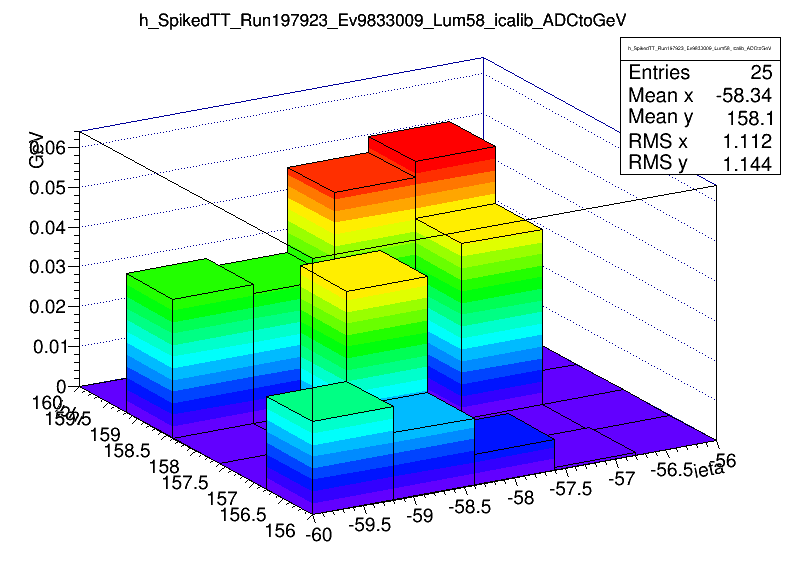 h_SpikedTT_Run197923_Ev9833009_Lum58_icalib_ADCtoGeV
h_SpikedTT_Run197923_Ev9833009_Lum58_icalib_ADCtoGeV
Entries 25
Mean x -58.34
Mean y 158.1
RMS x 1.112
RMS y 1.144
GeV
0.06
0.05
0.04
0.03
0.02
0.01
0
160
159.5
159
158.5
158
157.5
157
156.5
156
-60
-59.5
-59
-58.5
-58
-57.5
-57
-56.5
-56
ieta